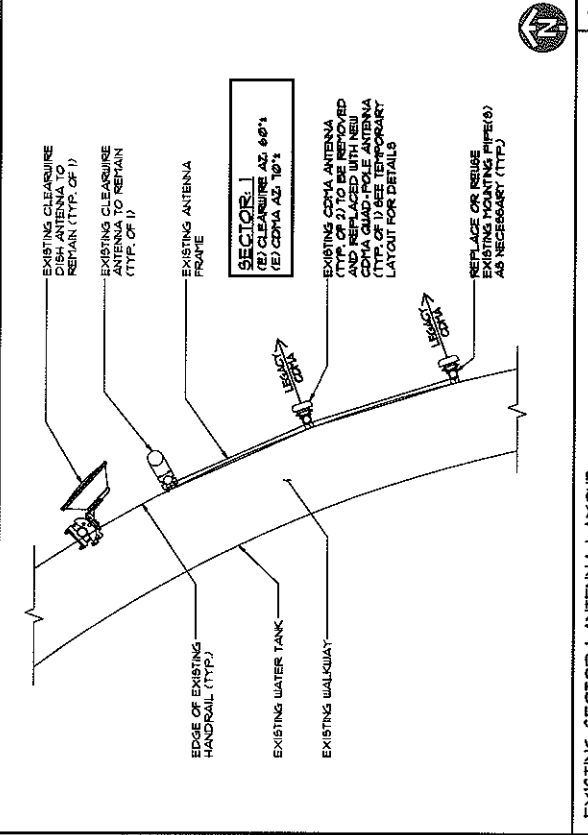 EXISTING CLEARWIRE
DISH ANTENNA TO
REMAIN (TYP. OF 1)
EXISTING CLEARWIRE
ANTENNA TO REMAIN
(TYP. OF 1)
EXISTING ANTENNA
FRAME
SECTOR: 1
(E) CLEARWIRE AZ: 60°±
(E) CDMA AZ: 70°±
EXISTING CDMA ANTENNA
(TYP. OF 2) TO BE REMOVED
AND REPLACED WITH NEW
CDMA QUAD-POLE ANTENNA
(TYP. OF 1) SEE TEMPORARY
LAYOUT FOR DETAILS
REPLACE OR REUSE
EXISTING MOUNTING PIPE(S)
AS NECESSARY (TYP.)
LEGACY
CDMA
LEGACY
CDMA
EDGE OF EXISTING
HANDRAIL (TYP.)
EXISTING WATER TANK
EXISTING WALKWAY
N